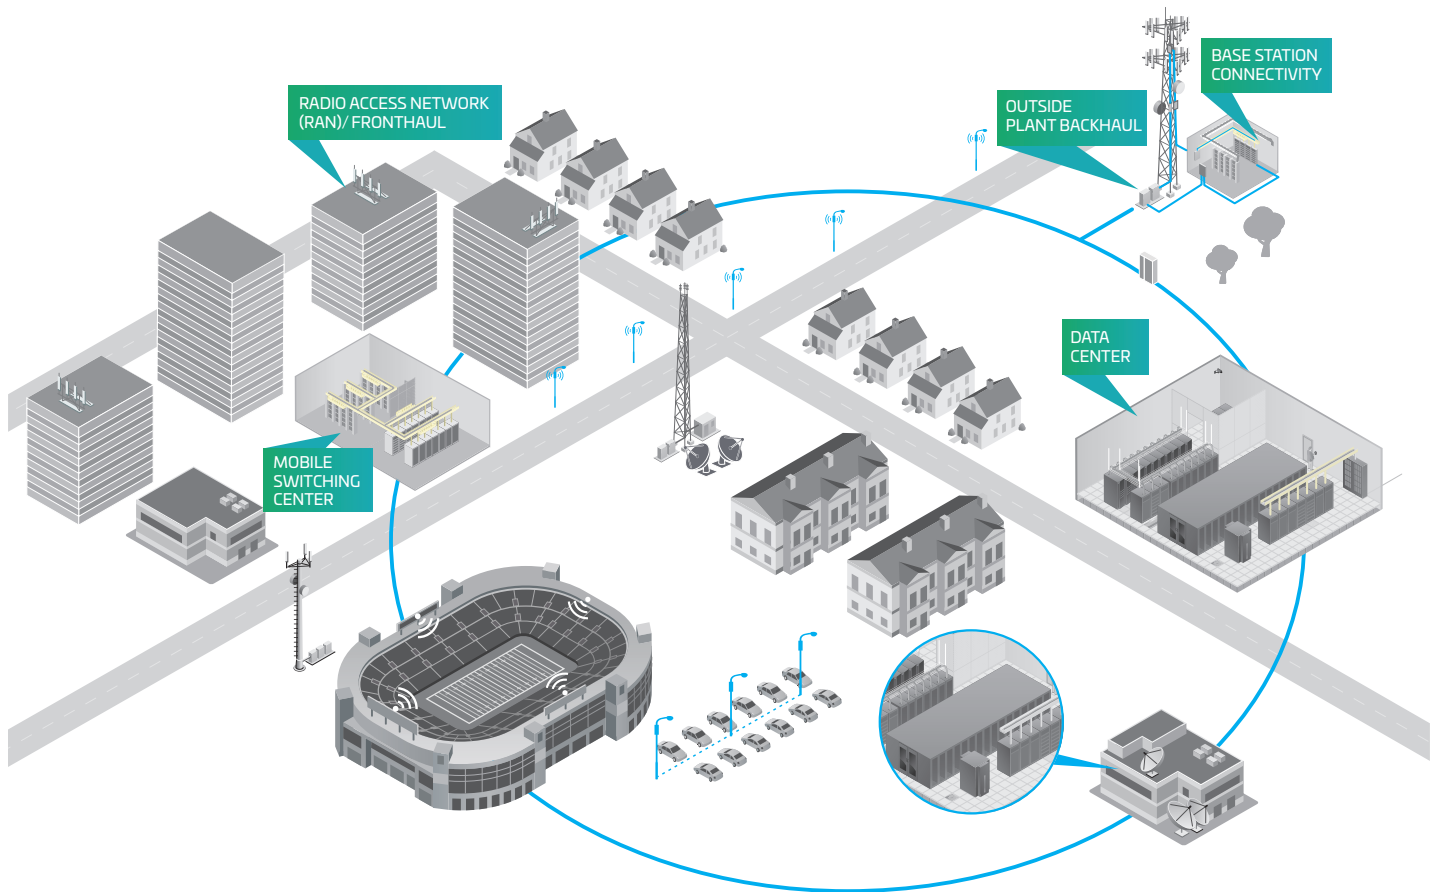 RADIO ACCESS NETWORK
(RAN)/ FRONTHAUL
OUTSIDE
PLANT BACKHAUL
BASE STATION
CONNECTIVITY
DATA
CENTER
MOBILE
SWITCHING
CENTER